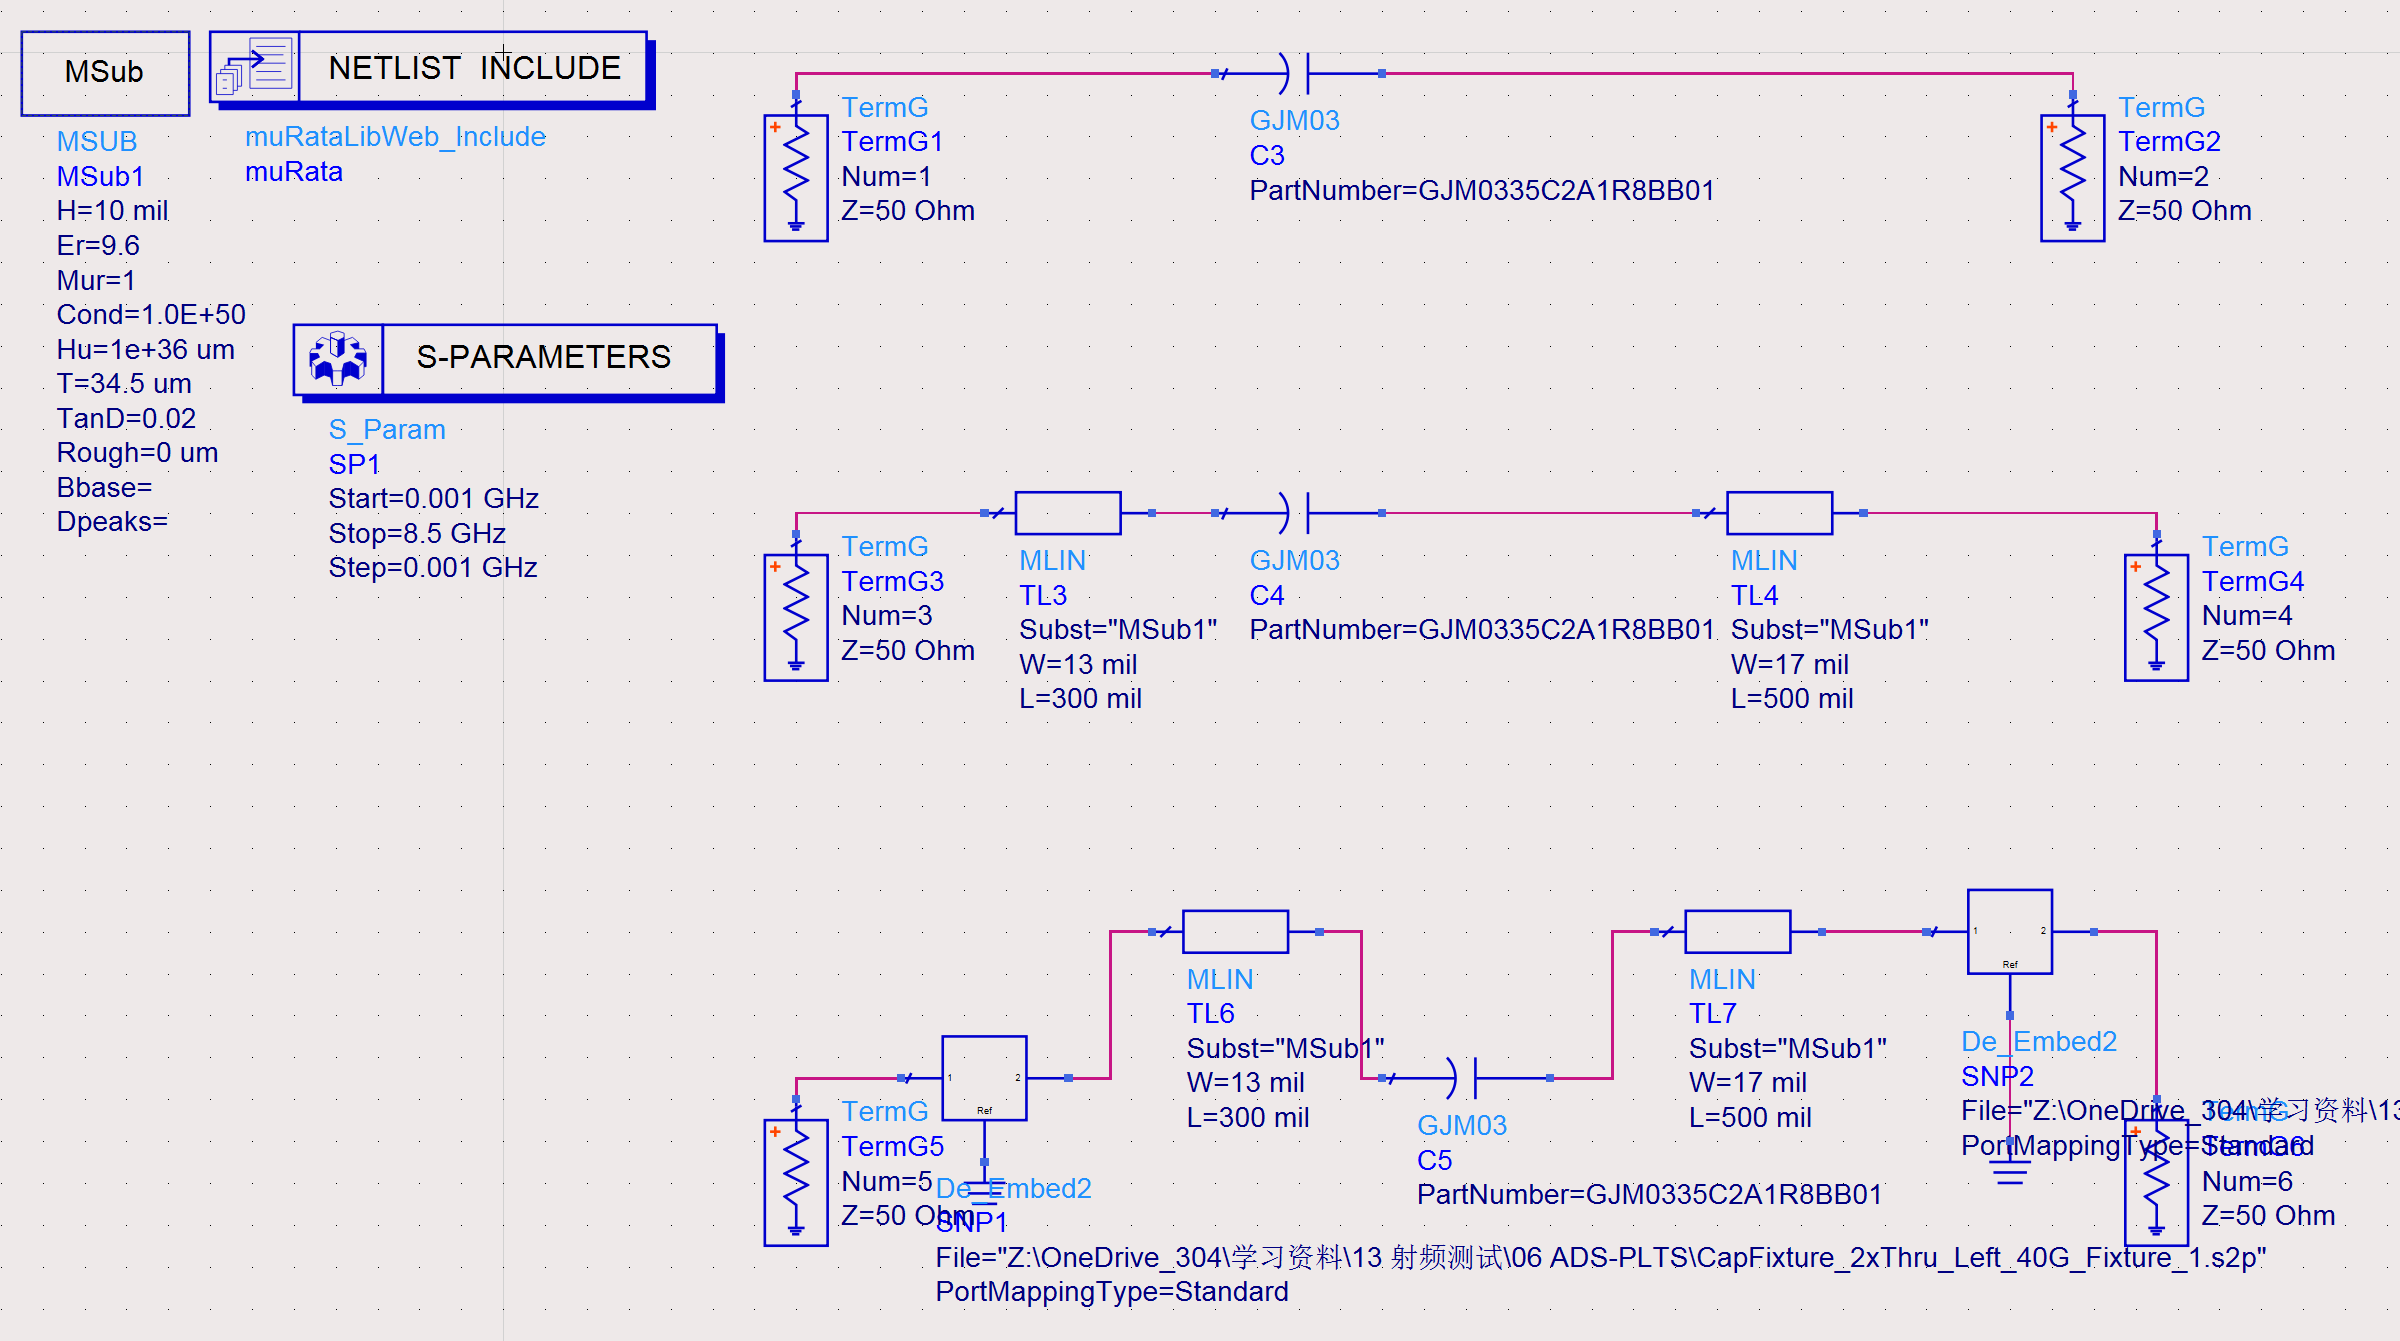 MSub
NETLIST INCLUDE
MSUB
MSub1
H=10 mil
Er=9.6
Mur=1
Cond=1.0E+50
Hu=1e+36 um
T=34.5 um
TanD=0.02
Rough=0 um
Bbase=
Dpeaks=
muRataLibWeb_Include
muRata
S-PARAMETERS
S_Param
SP1
Start=0.001 GHz
Stop=8.5 GHz
Step=0.001 GHz
TermG
TermG1
Num=1
Z=50 Ohm
GJM03
C3
PartNumber=GJM0335C2A1R8BB01
TermG
TermG2
Num=2
Z=50 Ohm
TermG
TermG3
Num=3
Z=50 Ohm
MLIN
TL3
Subst="MSub1"
W=13 mil
L=300 mil
GJM03
C4
PartNumber=GJM0335C2A1R8BB01
MLIN
TL4
Subst="MSub1"
W=17 mil
L=500 mil
TermG
TermG4
Num=4
Z=50 Ohm
TermG
TermG5
Num=5
Z=50 Ohm
1 2
Ref
De_Embed2
SNP1
File="Z:\OneDrive_304\学习资料\13 射频测试\06 ADS-PLTS\CapFixture_2xThru_Left_40G_Fixture_1.s2p"
PortMappingType=Standard
MLIN
TL6
Subst="MSub1"
W=13 mil
L=300 mil
GJM03
C5
PartNumber=GJM0335C2A1R8BB01
MLIN
TL7
Subst="MSub1"
W=17 mil
L=500 mil
1 2
Ref
De_Embed2
SNP2
File="Z:\OneDrive_304\学习资料\13
PortMappingType=Standard
TermG
TermG6
Num=6
Z=50 Ohm